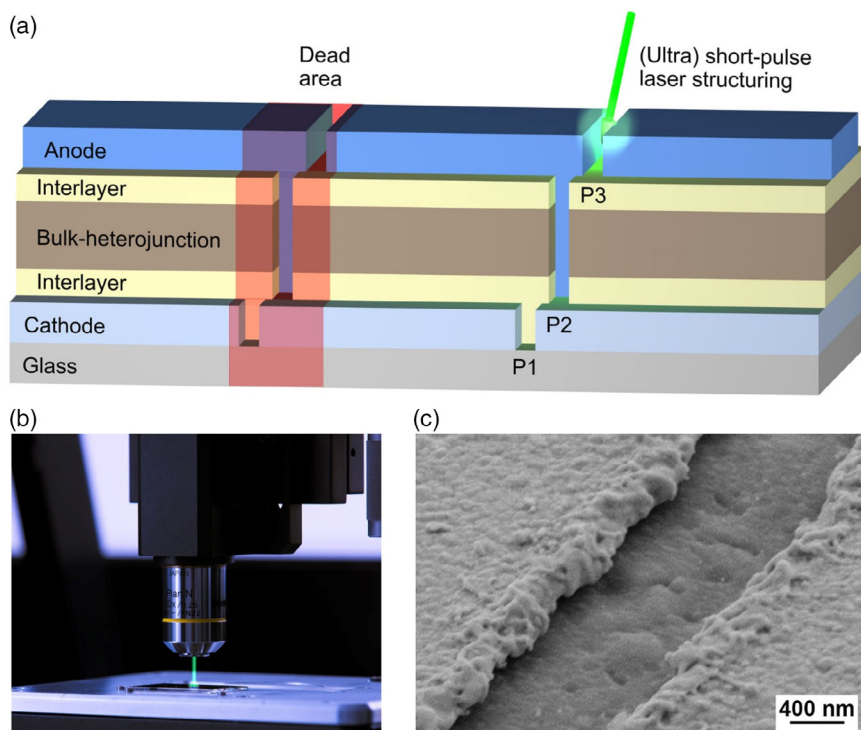 (a)
Dead
area
(Ultra) short-pulse
laser structuring
Anode
Interlayer
P3
Bulk-heterojunction
Interlayer
Cathode
P2
Glass
P1
(b)
(c)
Plan N
400 nm